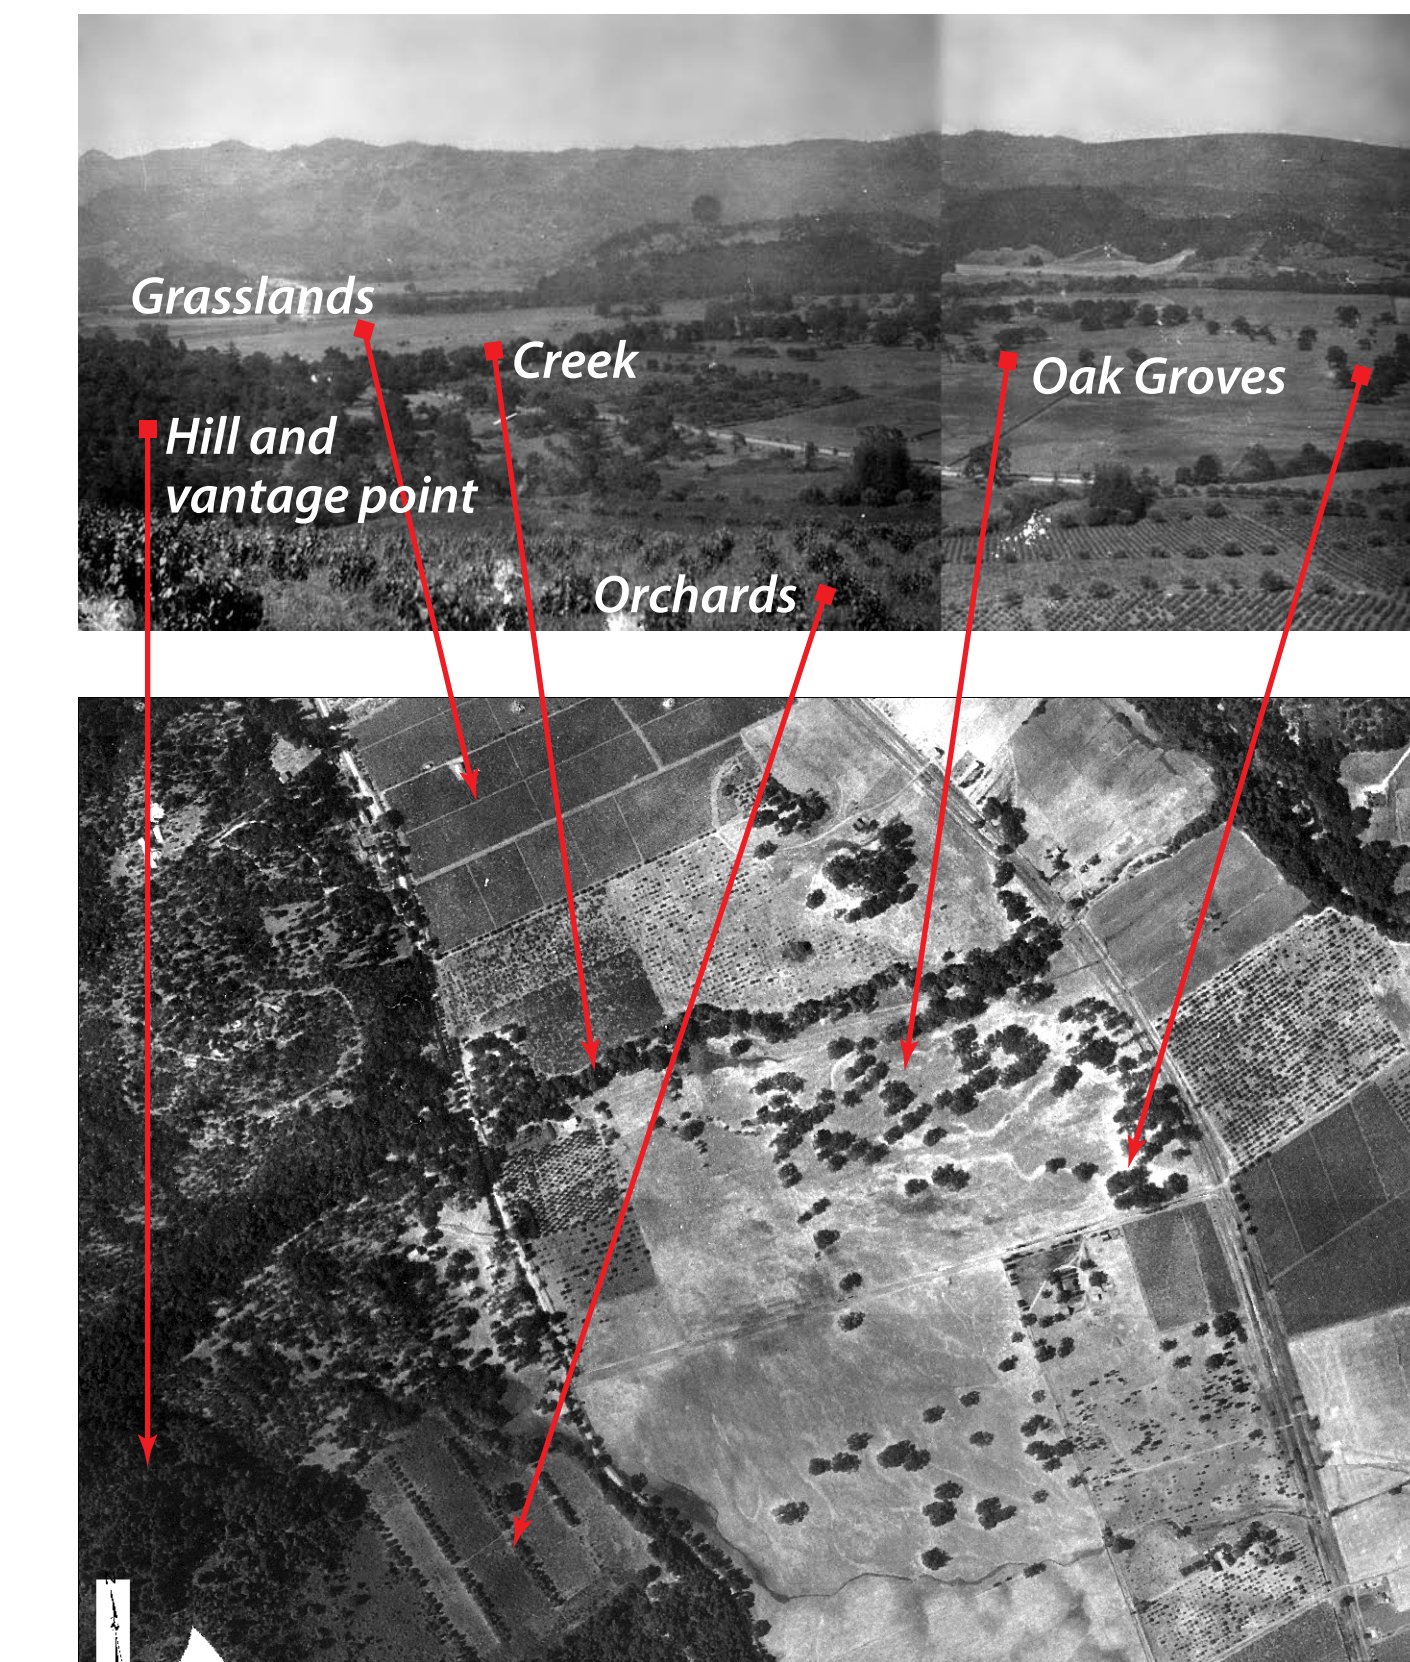 Grasslands
Creek
Oak Groves
Hill and
vantage point
Orchards
N